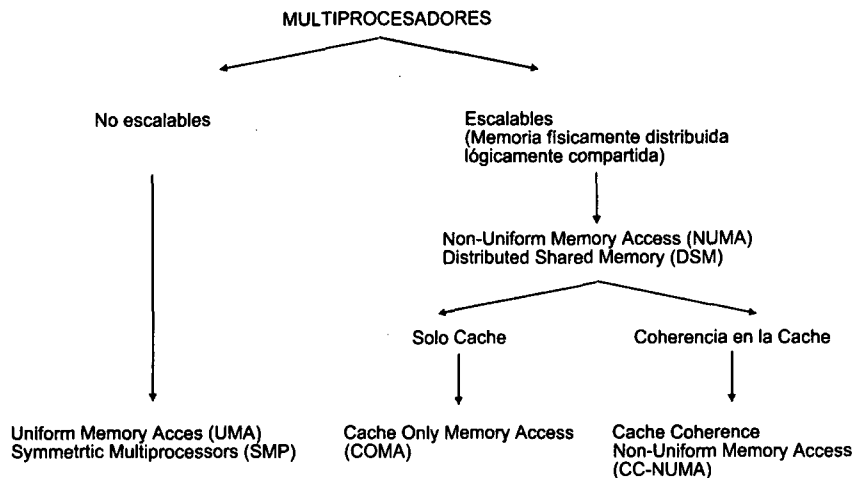 MULTIPROCESADORES
No escalables
Escalables
(Memoria físicamente distribuida
lógicamente compartida)
Non-Uniform Memory Access (NUMA)
Distributed Shared Memory (DSM)
Solo Cache
Coherencia en la Cache
Uniform Memory Acces (UMA)
Symmetrtic Multiprocessors (SMP)
Cache Only Memory Access
(COMA)
Cache Coherence
Non-Uniform Memory Access
(CC-NUMA)